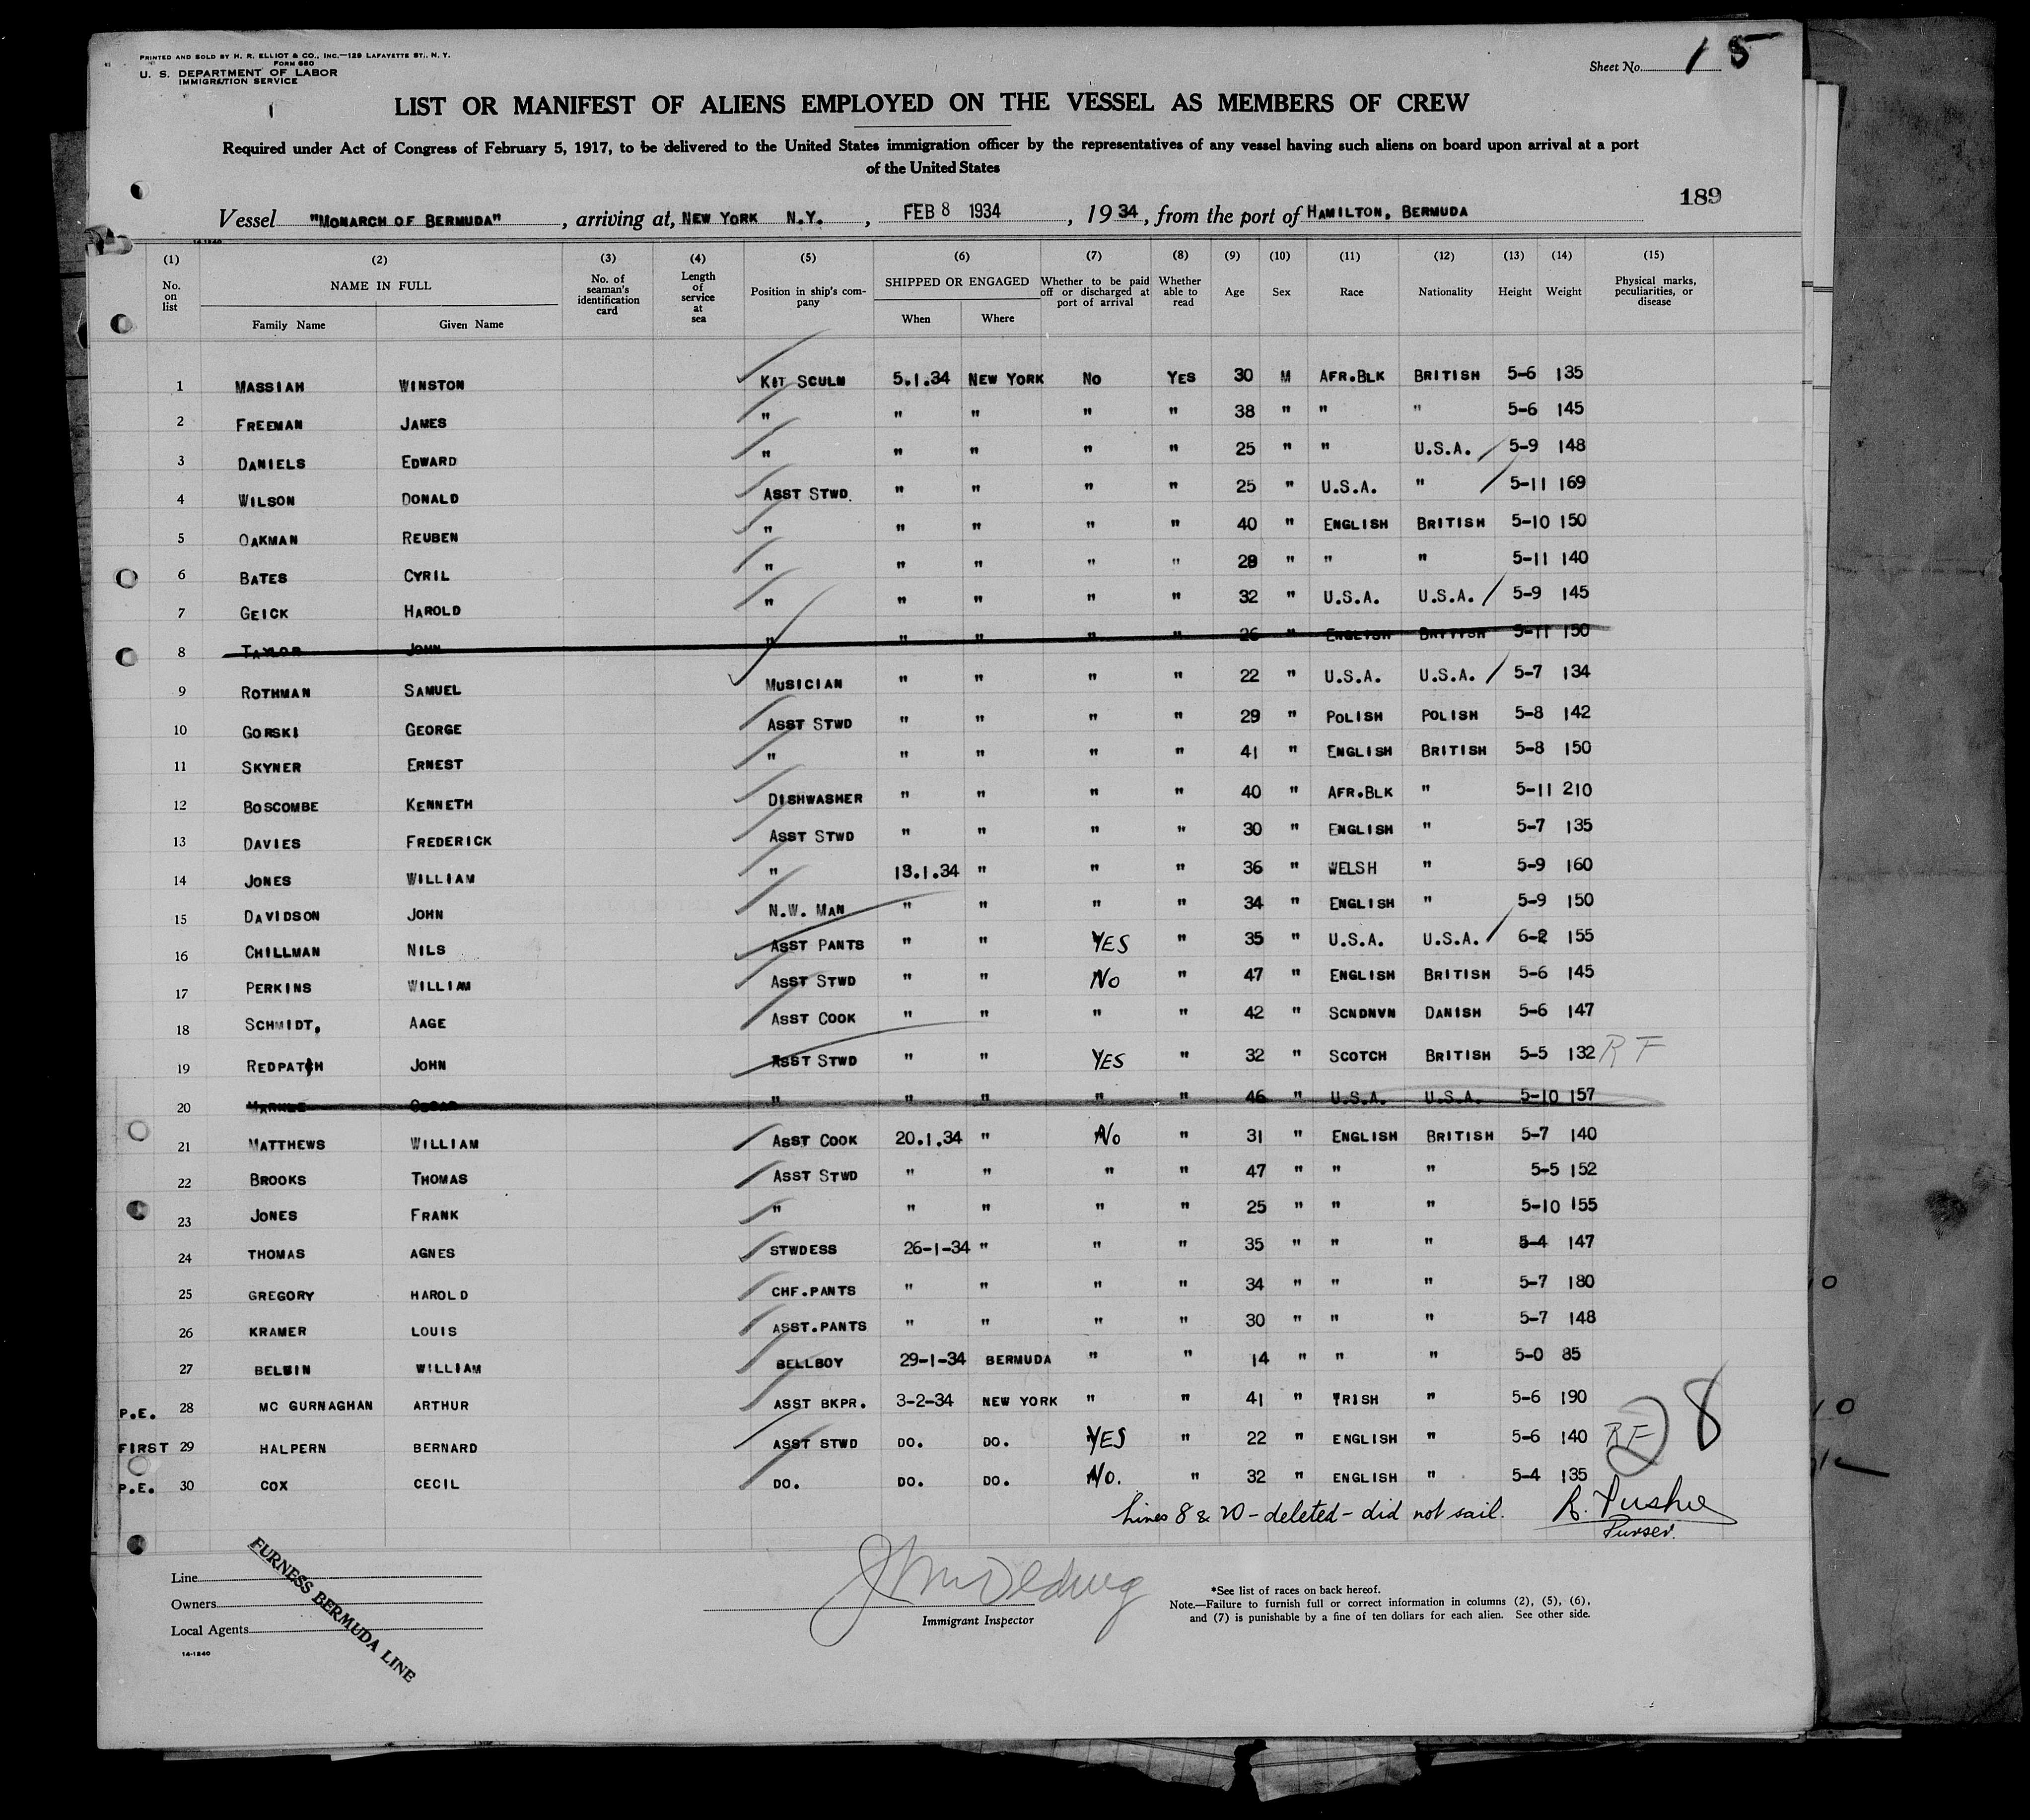 PRINTED AND SOLD BY H. R. ELLIOT & CO., INC.—129 LAFAYETTE ST., N. Y.
FORM 680
U. S. DEPARTMENT OF LABOR
IMMIGRATION SERVICE
Sheet No. 15
LIST OR MANIFEST OF ALIENS EMPLOYED ON THE VESSEL AS MEMBERS OF CREW
Required under Act of Congress of February 5, 1917, to be delivered to the United States immigration officer by the representatives of any vessel having such aliens on board upon arrival at a port
of the United States
189
Vessel "MONARCH OF BERMUDA", arriving at, NEW YORK N.Y., FEB 8 1934, 1934, from the port of HAMILTON, BERMUDA
14-1240
(1) (2) (3) (4) (5) (6) (7) (8) (9) (10) (11) (12) (13) (14) (15)
No. on list NAME IN FULL Family Name Given Name No. of seaman's identification card Length of service at sea Position in ship's company SHIPPED OR ENGAGED When Where Whether to be paid off or discharged at port of arrival Whether able to read Age Sex Race Nationality Height Weight Physical marks, peculiarities, or disease
1 MASSIAH WINSTON KIT SCULN 5.1.34 NEW YORK NO YES 30 M AFR.BLK BRITISH 5-6 135
2 FREEMAN JAMES " " " " " 38 " " " 5-6 145
3 DANIELS EDWARD " " " " " 25 " " U.S.A. 5-9 148
4 WILSON DONALD ASST STWD. " " " " 25 " U.S.A. " 5-11 169
5 OAKMAN REUBEN " " " " " 40 " ENGLISH BRITISH 5-10 150
6 BATES CYRIL " " " " " 28 " " " 5-11 140
7 GEICK HAROLD " " " " " 32 " U.S.A. U.S.A. 5-9 145
8 TAYLOR JOHN " " " " " 26 " ENGLISH BRITISH 5-11 150
9 ROTHMAN SAMUEL MUSICIAN " " " " 22 " U.S.A. U.S.A. 5-7 134
10 GORSKI GEORGE ASST STWD " " " " 29 " POLISH POLISH 5-8 142
11 SKYNER ERNEST " " " " " 41 " ENGLISH BRITISH 5-8 150
12 BOSCOMBE KENNETH DISHWASHER " " " " 40 " AFR.BLK " 5-11 210
13 DAVIES FREDERICK ASST STWD " " " " 30 " ENGLISH " 5-7 135
14 JONES WILLIAM " 13.1.34 " " " 36 " WELSH " 5-9 160
15 DAVIDSON JOHN N.W. MAN " " " " 34 " ENGLISH " 5-9 150
16 CHILLMAN NILS ASST PANTS " " YES " 35 " U.S.A. U.S.A. 6-2 155
17 PERKINS WILLIAM ASST STWD " " NO " 47 " ENGLISH BRITISH 5-6 145
18 SCHMIDT, AAGE ASST COOK " " " " 42 " SCNDNVN DANISH 5-6 147
19 REDPATH JOHN ASST STWD " " YES " 32 " SCOTCH BRITISH 5-5 132 RF
20 MARKLE OSCAR " " " " " 46 " U.S.A. U.S.A. 5-10 157
21 MATTHEWS WILLIAM ASST COOK 20.1.34 " No " 31 " ENGLISH BRITISH 5-7 140
22 BROOKS THOMAS ASST STWD " " " " 47 " " " 5-5 152
23 JONES FRANK " " " " " 25 " " " 5-10 155
24 THOMAS AGNES STWDESS 26-1-34 " " " 35 " " " 5-4 147
25 GREGORY HAROLD CHF.PANTS " " " " 34 " " " 5-7 180
26 KRAMER LOUIS ASST.PANTS " " " " 30 " " " 5-7 148
27 BELBIN WILLIAM BELLBOY 29-1-34 BERMUDA " " 14 " " " 5-0 85
P.E. 28 MC GURNAGHAN ARTHUR ASST BKPR. 3-2-34 NEW YORK " " 41 " IRISH " 5-6 190
FIRST 29 HALPERN BERNARD ASST STWD DO. DO. YES " 22 " ENGLISH " 5-6 140 RF 28
P.E. 30 COX CECIL DO. DO. DO. No. " 32 " ENGLISH " 5-4 135
Lines 8 & 20 – deleted – did not sail.
Purser.
Line
Owners
Local Agents
FURNESS BERMUDA LINE
14-1240
Immigrant Inspector
*See list of races on back hereof.
Note.—Failure to furnish full or correct information in columns (2), (5), (6),
and (7) is punishable by a fine of ten dollars for each alien. See other side.